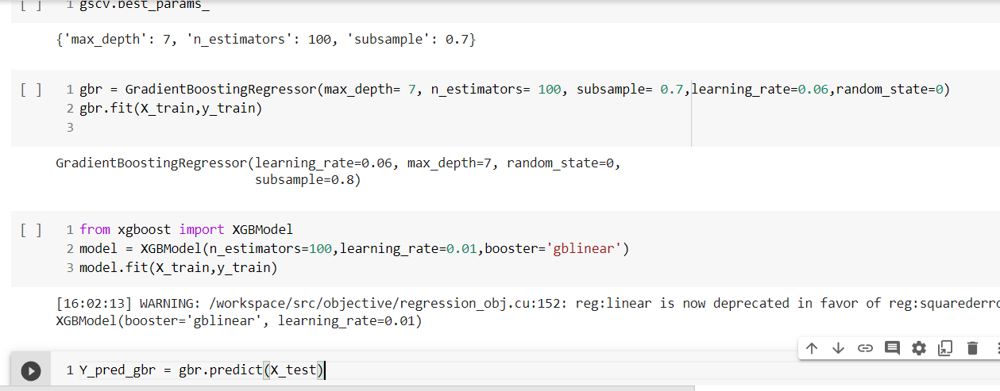 [ ] 1 gscv.best_params_
{'max_depth': 7, 'n_estimators': 100, 'subsample': 0.7}
[ ] 1 gbr = GradientBoostingRegressor(max_depth= 7, n_estimators= 100, subsample= 0.7,learning_rate=0.06,random_state=0)
2 gbr.fit(X_train,y_train)
3
GradientBoostingRegressor(learning_rate=0.06, max_depth=7, random_state=0,
subsample=0.8)
[ ] 1 from xgboost import XGBModel
2 model = XGBModel(n_estimators=100,learning_rate=0.01,booster='gblinear')
3 model.fit(X_train,y_train)
[16:02:13] WARNING: /workspace/src/objective/regression_obj.cu:152: reg:linear is now deprecated in favor of reg:squarederro
XGBModel(booster='gblinear', learning_rate=0.01)
1 Y_pred_gbr = gbr.predict(X_test)